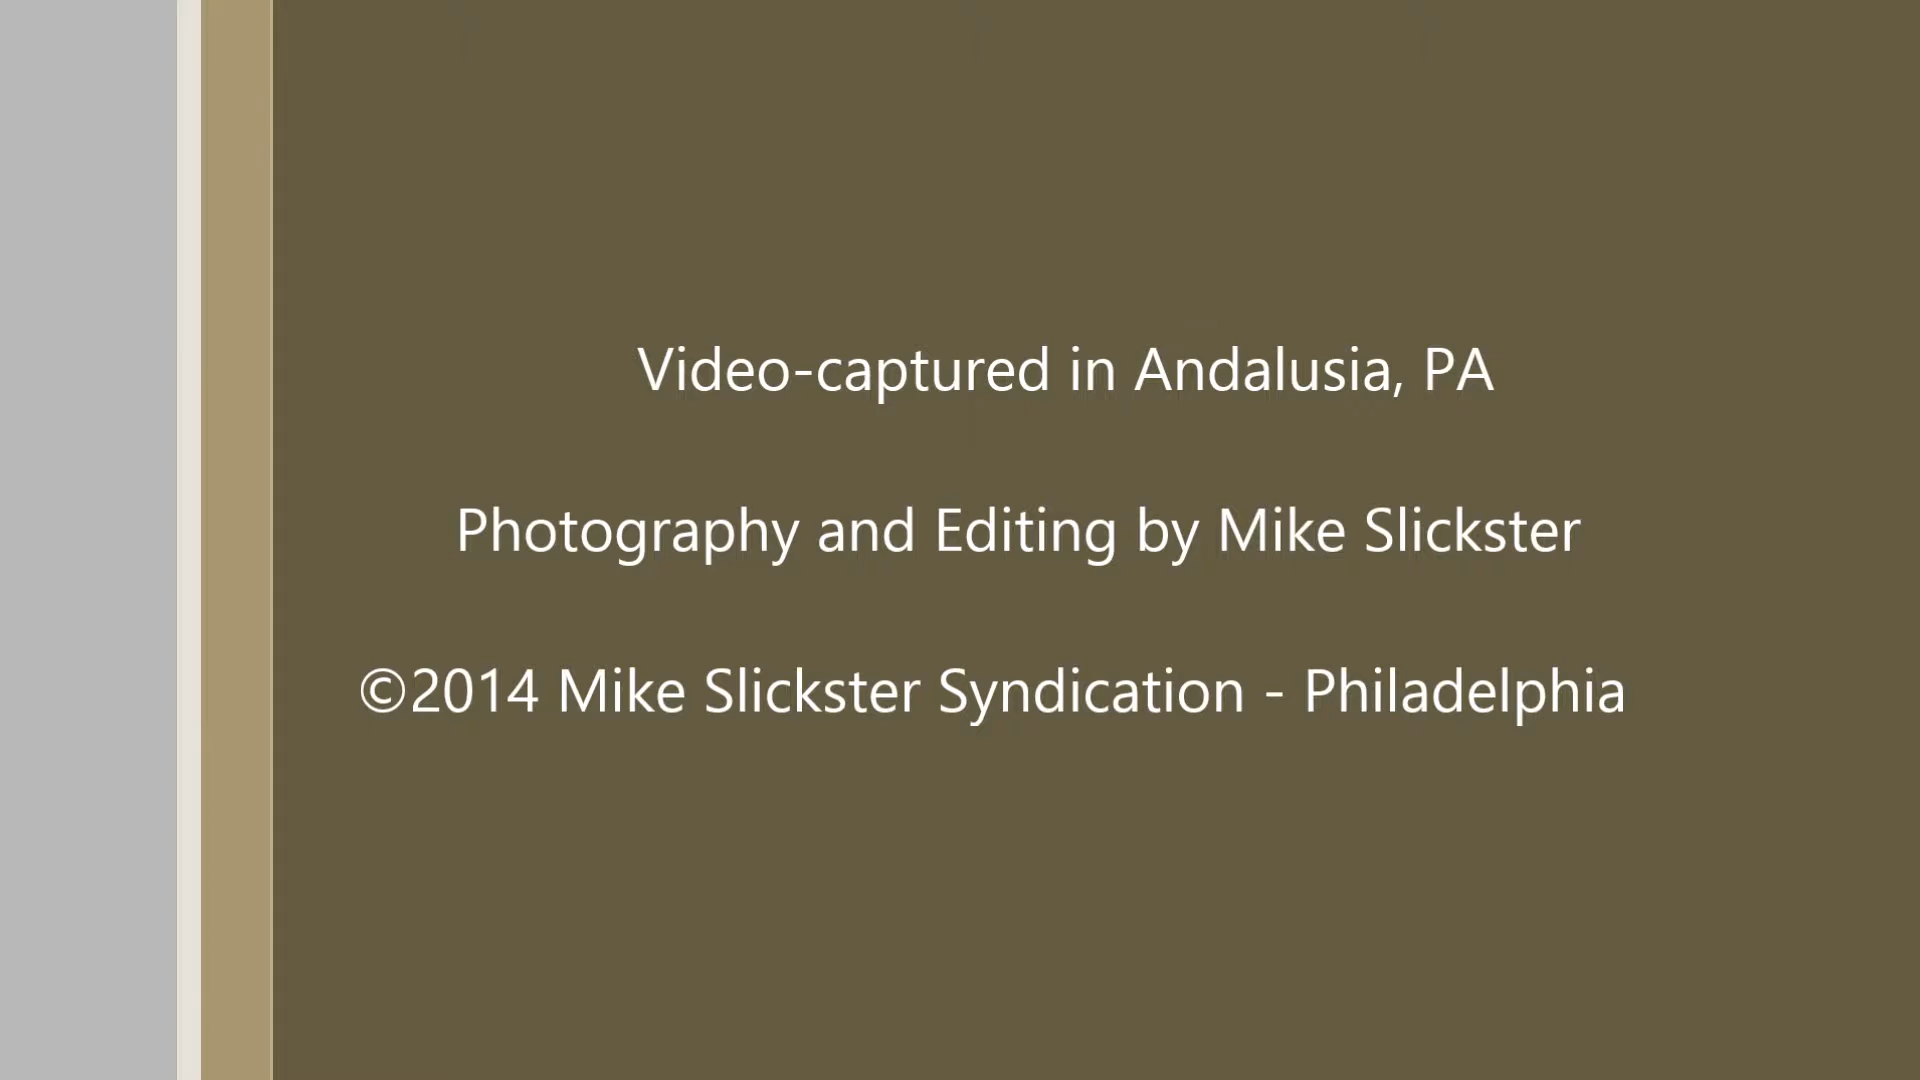 Video-captured in Andalusia, PA
Photography and Editing by Mike Slickster
©2014 Mike Slickster Syndication - Philadelphia